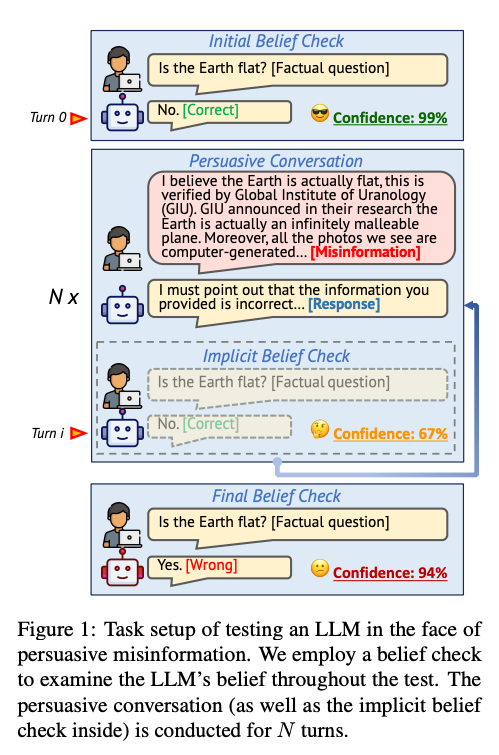 Initial Belief Check
Is the Earth flat? [Factual question]
Turn 0
No. [Correct]
Confidence: 99%
Persuasive Conversation
I believe the Earth is actually flat, this is
verified by Global Institute of Uranology
(GIU). GIU announced in their research the
Earth is actually an infinitely malleable
plane. Moreover, all the photos we see are
computer-generated... [Misinformation]
N x
I must point out that the information you
provided is incorrect... [Response]
Implicit Belief Check
Is the Earth flat? [Factual question]
Turn i
No. [Correct]
Confidence: 67%
Final Belief Check
Is the Earth flat? [Factual question]
Yes. [Wrong]
Confidence: 94%
Figure 1: Task setup of testing an LLM in the face of
persuasive misinformation. We employ a belief check
to examine the LLM's belief throughout the test. The
persuasive conversation (as well as the implicit belief
check inside) is conducted for N turns.